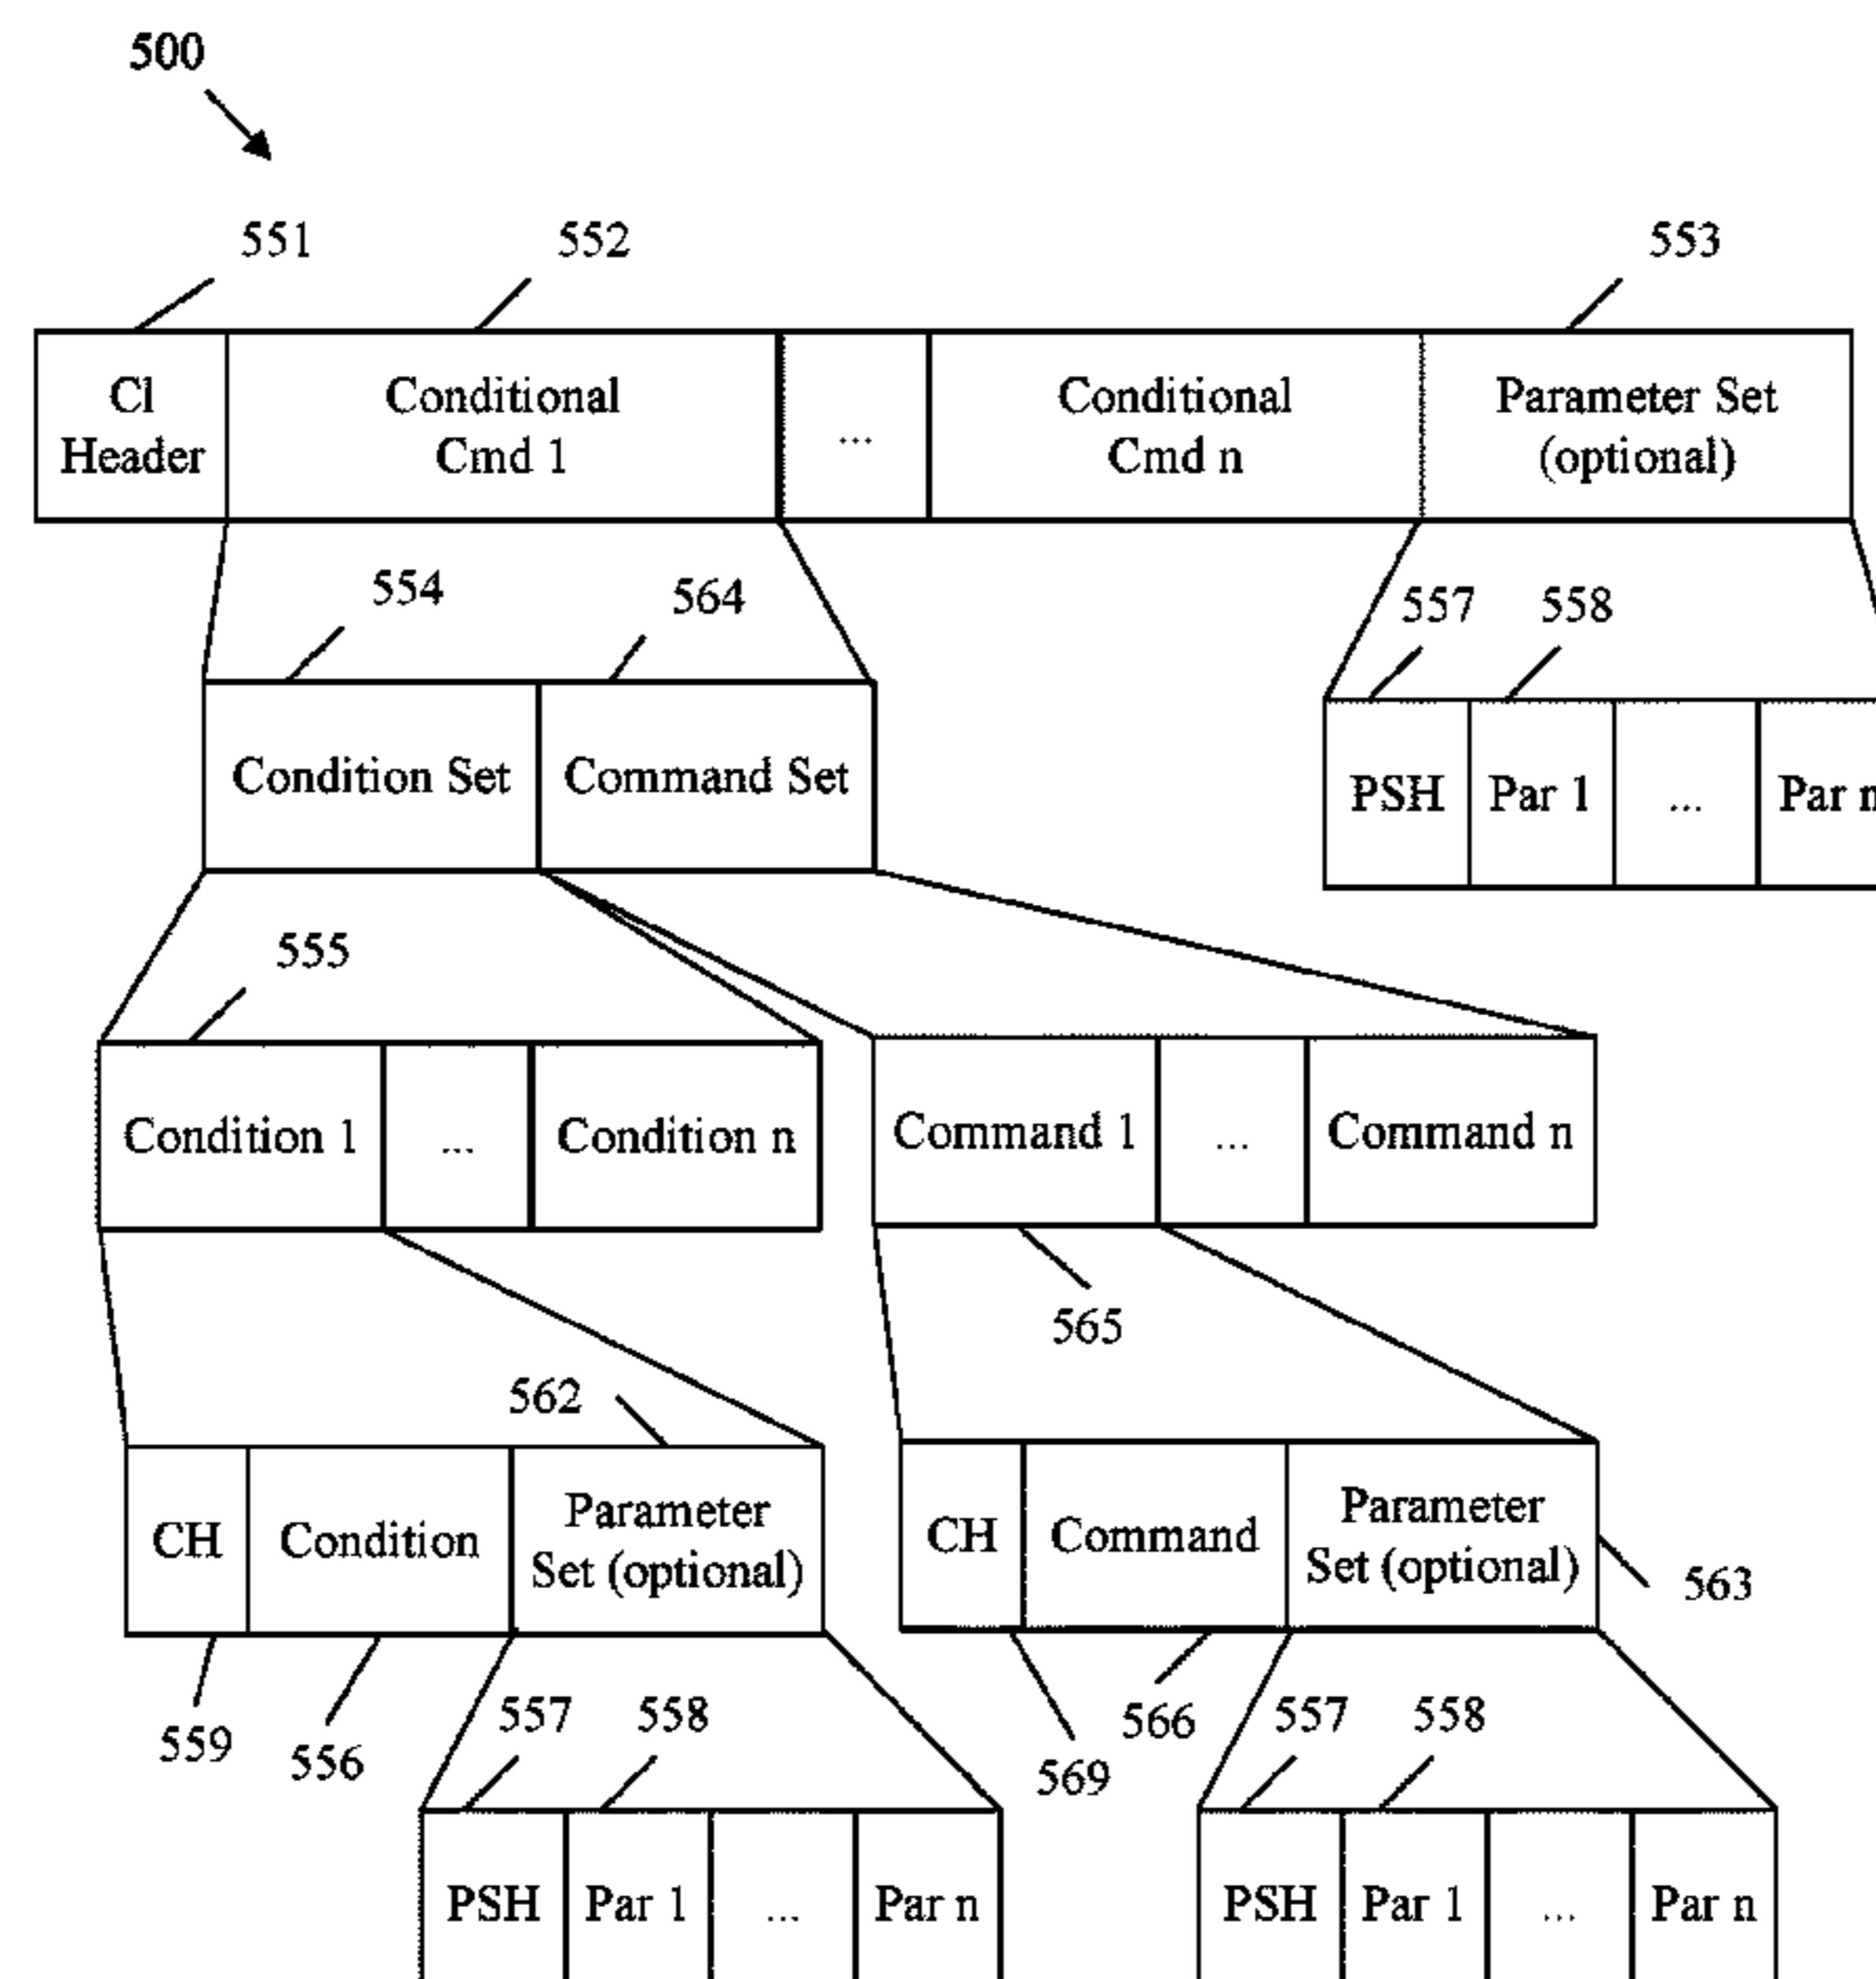 500
551
552
553
Cl
Header
Conditional
Cmd 1
...
Conditional
Cmd n
Parameter Set
(optional)
554
564
557
558
Condition Set
Command Set
PSH
Par 1
...
Par n
555
Condition 1
...
Condition n
Command 1
...
Command n
565
562
CH
Condition
Parameter
Set (optional)
CH
Command
Parameter
Set (optional)
563
559
556
557
558
569
566
557
558
PSH
Par 1
...
Par n
PSH
Par 1
...
Par n